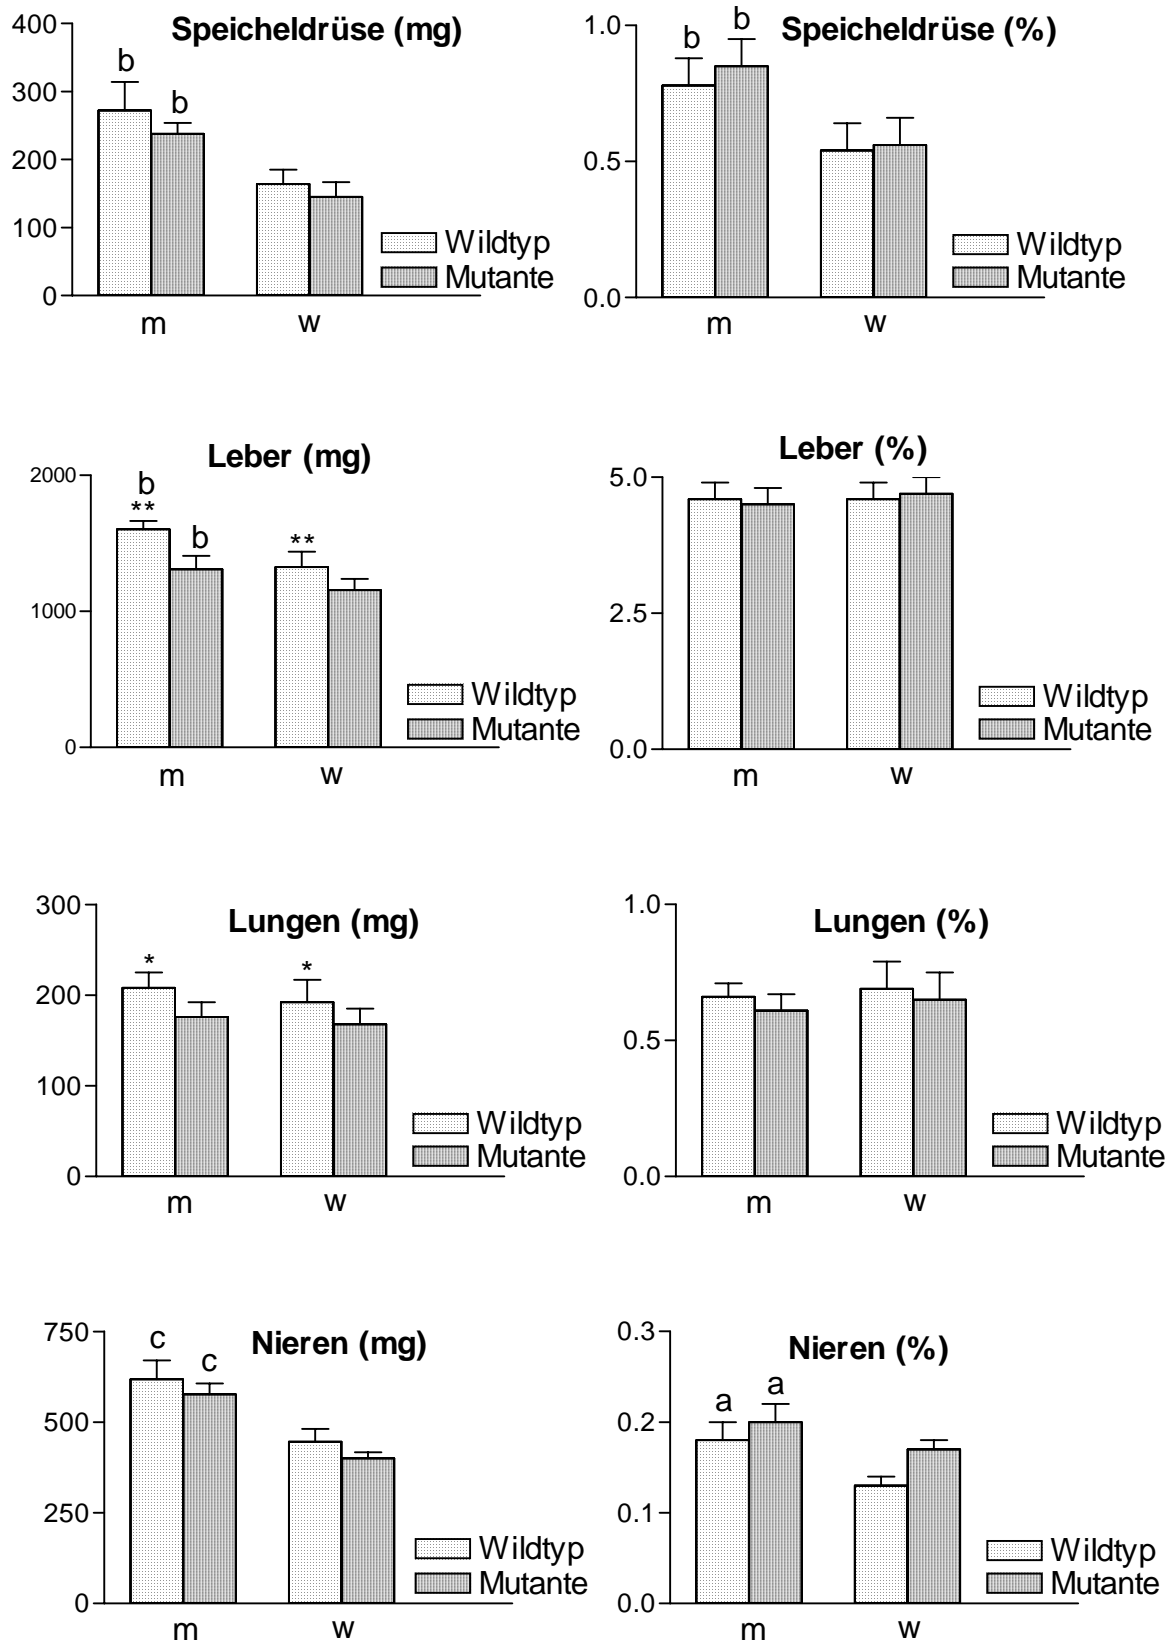 Speicheldrüse (mg)
400
300
200
100
0
b
b
Wildtyp
Mutante
m
w
Speicheldrüse (%)
1.0
0.5
0.0
b
b
Wildtyp
Mutante
m
w
Leber (mg)
2000
1000
0
b
**
b
**
Wildtyp
Mutante
m
w
Leber (%)
5.0
2.5
0.0
Wildtyp
Mutante
m
w
Lungen (mg)
300
200
100
0
*
*
Wildtyp
Mutante
m
w
Lungen (%)
1.0
0.5
0.0
Wildtyp
Mutante
m
w
Nieren (mg)
750
500
250
0
c
c
Wildtyp
Mutante
m
w
Nieren (%)
0.3
0.2
0.1
0.0
a
a
Wildtyp
Mutante
m
w